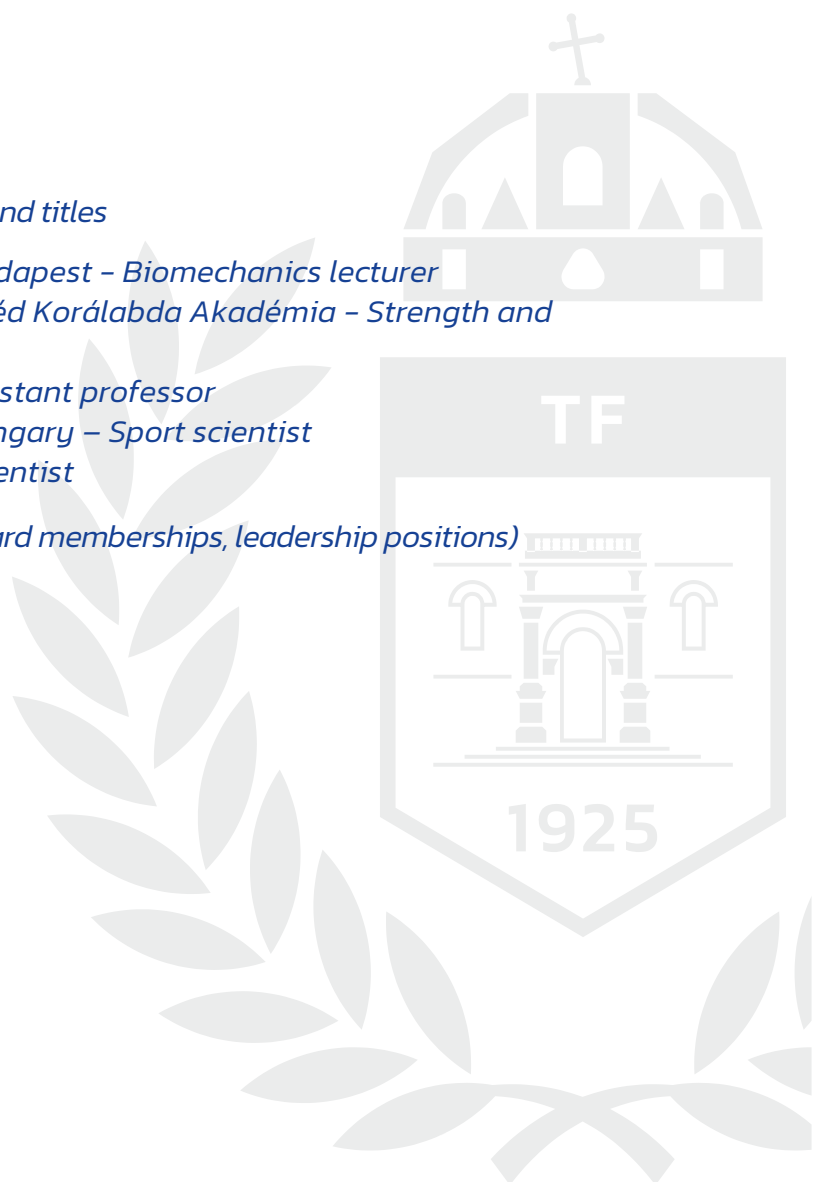 nd titles
dapest – Biomechanics lecturer
éd Korálabda Akadémia – Strength and
stant professor
ngary – Sport scientist
entist
ard memberships, leadership positions)
TF
1925